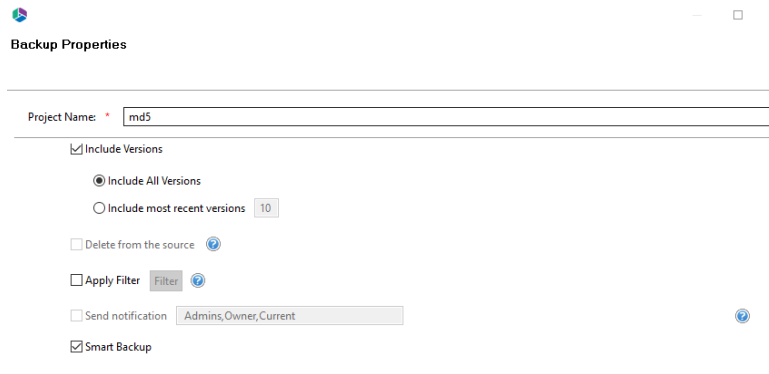 Backup Properties
Project Name: * md5
Include Versions
Include All Versions
Include most recent versions 10
Delete from the source ?
Apply Filter Filter ?
Send notification Admins,Owner,Current ?
Smart Backup